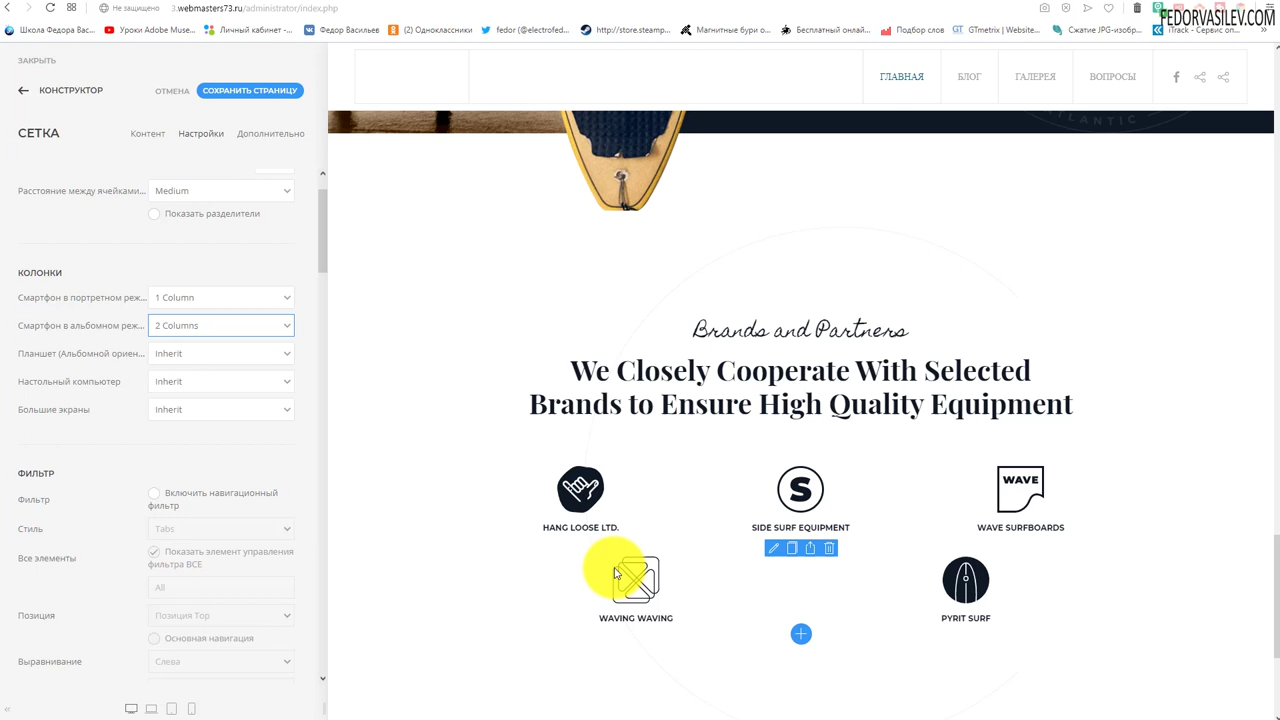 Не защищено 3.webmasters73.ru/administrator/index.php
FEDORVASILEV.COM
Школа Федора Вас...
Уроки Adobe Muse...
Личный кабинет -...
Федор Васильев
(2) Одноклассники
fedor (@electrofed...
http://store.steamp...
Магнитные бури о...
Бесплатный онлай...
Подбор слов
GTmetrix | Website...
Сжатие JPG-изобр...
iTrack - Сервис оп...
ЗАКРЫТЬ
КОНСТРУКТОР
ОТМЕНА
СОХРАНИТЬ СТРАНИЦУ
СЕТКА
Контент
Настройки
Дополнительно
Расстояние между ячейками...
Medium
Показать разделители
КОЛОНКИ
Смартфон в портретном реж...
1 Column
Смартфон в альбомном реж...
2 Columns
Планшет (Альбомной ориен...
Inherit
Настольный компьютер
Inherit
Большие экраны
Inherit
ФИЛЬТР
Фильтр
Включить навигационный
фильтр
Стиль
Tabs
Все элементы
Показать элемент управления
фильтра ВСЕ
All
Позиция
Позиция Top
Основная навигация
Выравнивание
Слева
ГЛАВНАЯ
БЛОГ
ГАЛЕРЕЯ
ВОПРОСЫ
ATLANTIC
Brands and Partners
We Closely Cooperate With Selected
Brands to Ensure High Quality Equipment
S
WAVE
HANG LOOSE LTD.
SIDE SURF EQUIPMENT
WAVE SURFBOARDS
WAVING WAVING
PYRIT SURF